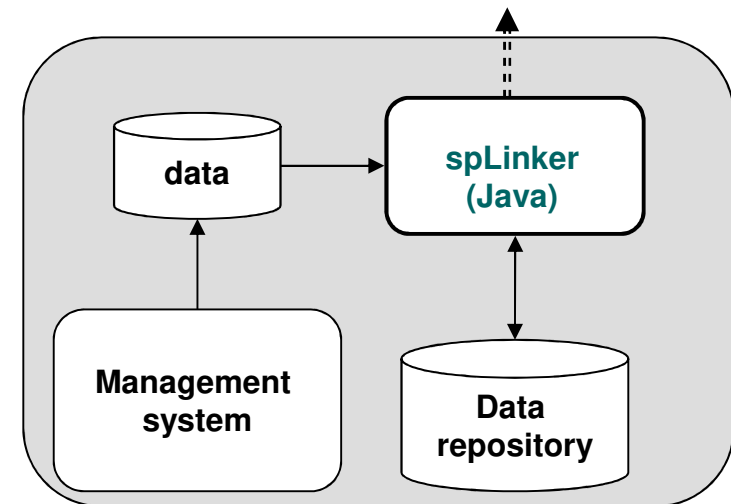 data
spLinker
(Java)
Management
system
Data
repository